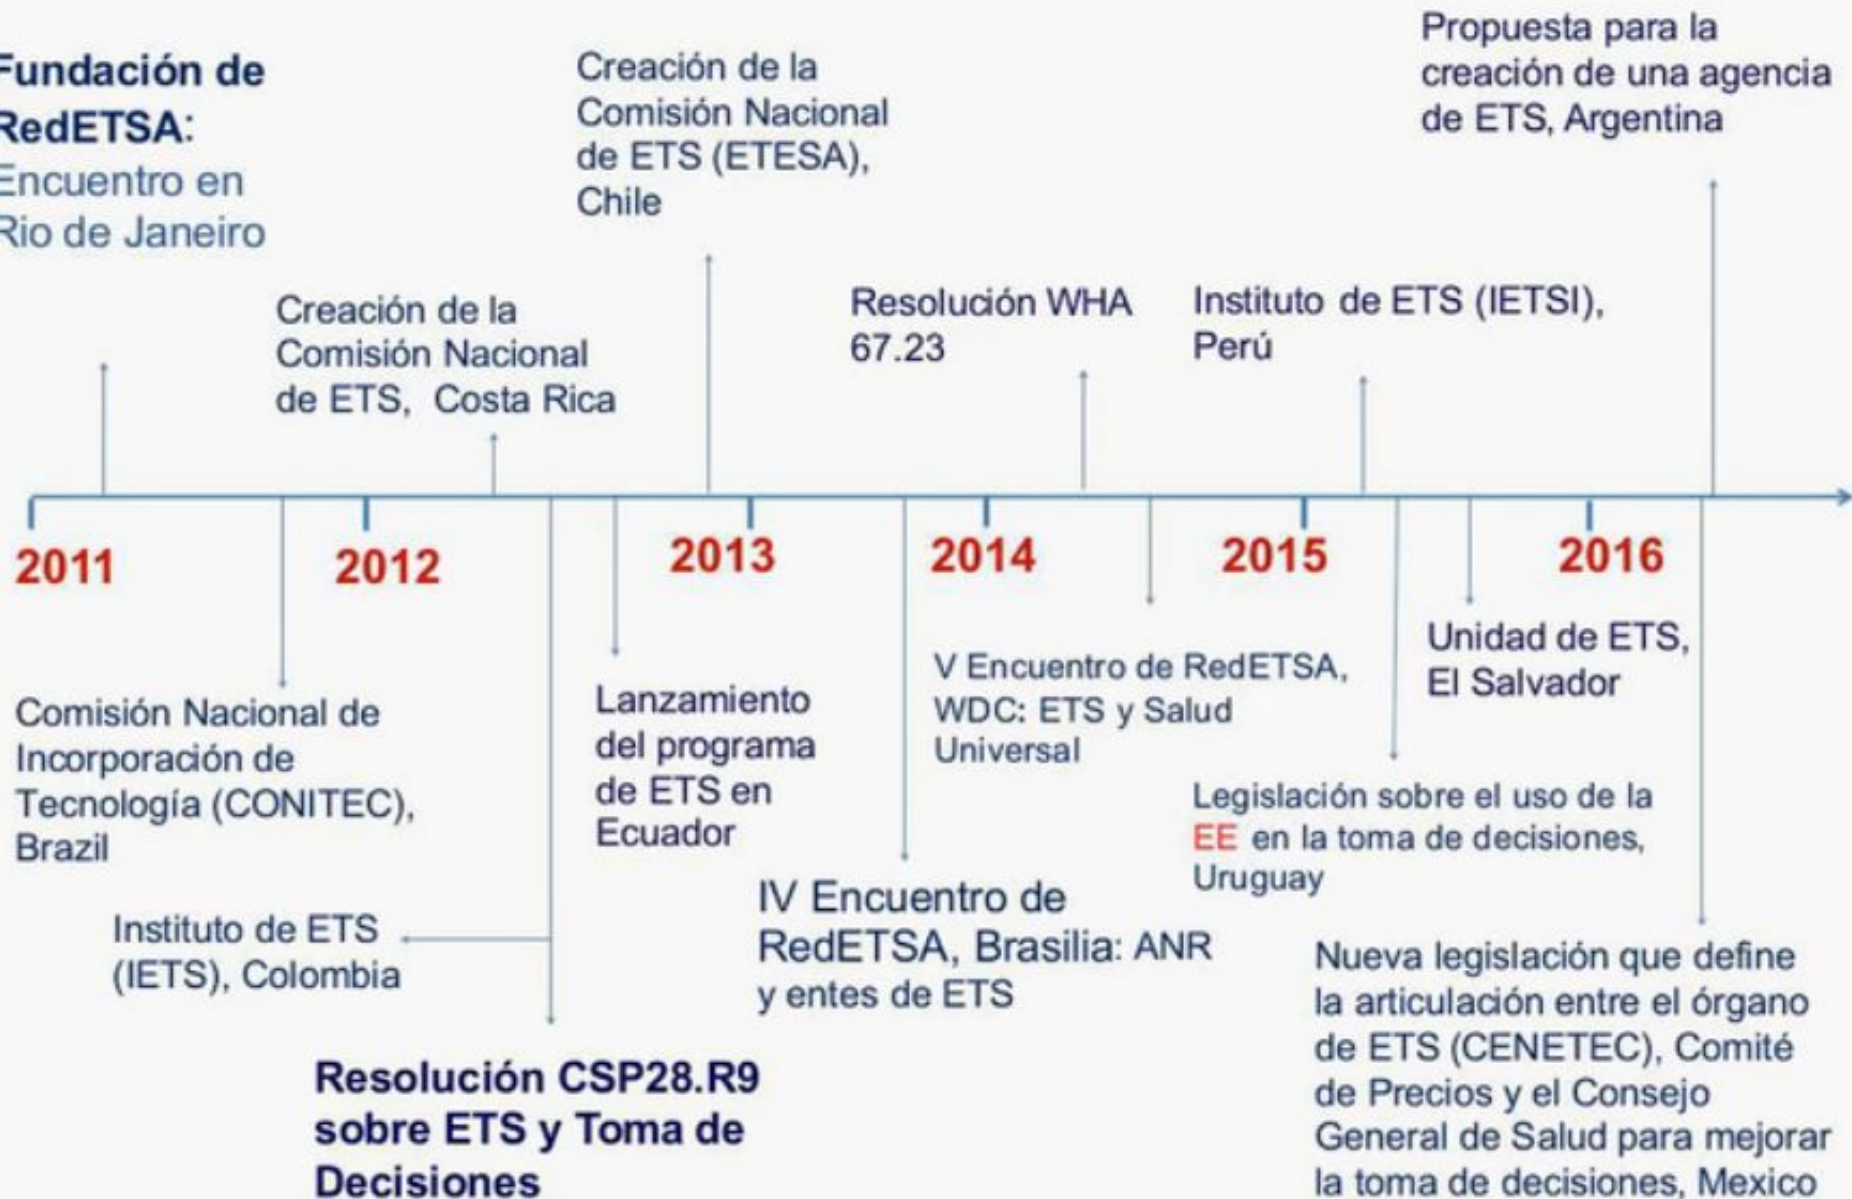 Fundación de
RedETSA:
Encuentro en
Rio de Janeiro
Creación de la
Comisión Nacional
de ETS, Costa Rica
Creación de la
Comisión Nacional
de ETS (ETESA),
Chile
Resolución WHA
67.23
Instituto de ETS (IETSI),
Perú
Propuesta para la
creación de una agencia
de ETS, Argentina
2011
2012
2013
2014
2015
2016
Comisión Nacional de
Incorporación de
Tecnología (CONITEC),
Brazil
Instituto de ETS
(IETS), Colombia
Resolución CSP28.R9
sobre ETS y Toma de
Decisiones
Lanzamiento
del programa
de ETS en
Ecuador
IV Encuentro de
RedETSA, Brasilia: ANR
y entes de ETS
V Encuentro de RedETSA,
WDC: ETS y Salud
Universal
Legislación sobre el uso de la
EE en la toma de decisiones,
Uruguay
Unidad de ETS,
El Salvador
Nueva legislación que define
la articulación entre el órgano
de ETS (CENETEC), Comité
de Precios y el Consejo
General de Salud para mejorar
la toma de decisiones, Mexico